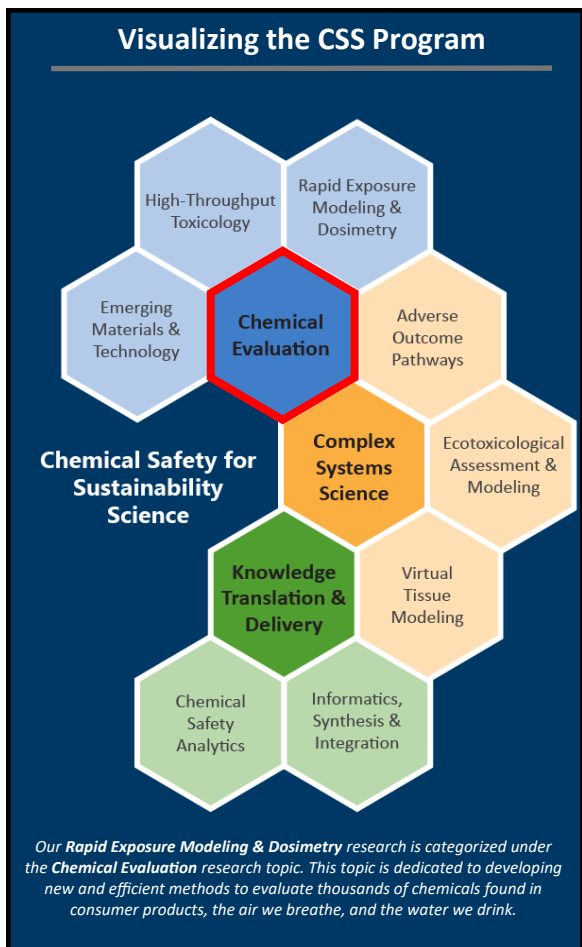 Visualizing the CSS Program
High-Throughput
Toxicology
Rapid Exposure
Modeling &
Dosimetry
Emerging
Materials &
Technology
Chemical
Evaluation
Adverse
Outcome
Pathways
Chemical Safety for
Sustainability
Science
Complex
Systems
Science
Ecotoxicological
Assessment &
Modeling
Knowledge
Translation &
Delivery
Virtual
Tissue
Modeling
Chemical
Safety
Analytics
Informatics,
Synthesis &
Integration
Our Rapid Exposure Modeling & Dosimetry research is categorized under
the Chemical Evaluation research topic. This topic is dedicated to developing
new and efficient methods to evaluate thousands of chemicals found in
consumer products, the air we breathe, and the water we drink.